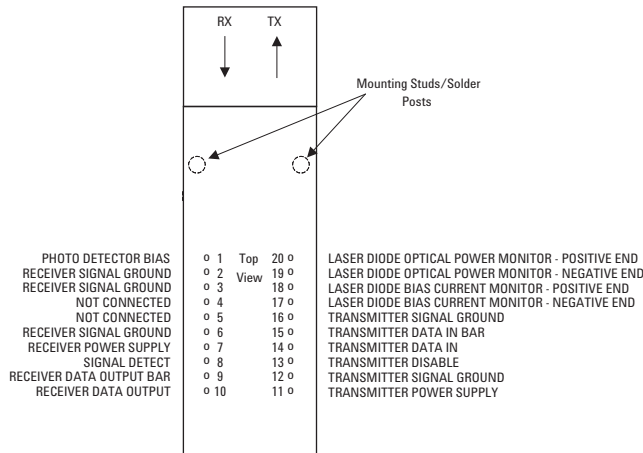 RX TX
Mounting Studs/Solder
Posts
PHOTO DETECTOR BIAS o 1 Top 20 o LASER DIODE OPTICAL POWER MONITOR - POSITIVE END
RECEIVER SIGNAL GROUND o 2 View 19 o LASER DIODE OPTICAL POWER MONITOR - NEGATIVE END
RECEIVER SIGNAL GROUND o 3 18 o LASER DIODE BIAS CURRENT MONITOR - POSITIVE END
NOT CONNECTED o 4 17 o LASER DIODE BIAS CURRENT MONITOR - NEGATIVE END
NOT CONNECTED o 5 16 o TRANSMITTER SIGNAL GROUND
RECEIVER SIGNAL GROUND o 6 15 o TRANSMITTER DATA IN BAR
RECEIVER POWER SUPPLY o 7 14 o TRANSMITTER DATA IN
SIGNAL DETECT o 8 13 o TRANSMITTER DISABLE
RECEIVER DATA OUTPUT BAR o 9 12 o TRANSMITTER SIGNAL GROUND
RECEIVER DATA OUTPUT o 10 11 o TRANSMITTER POWER SUPPLY